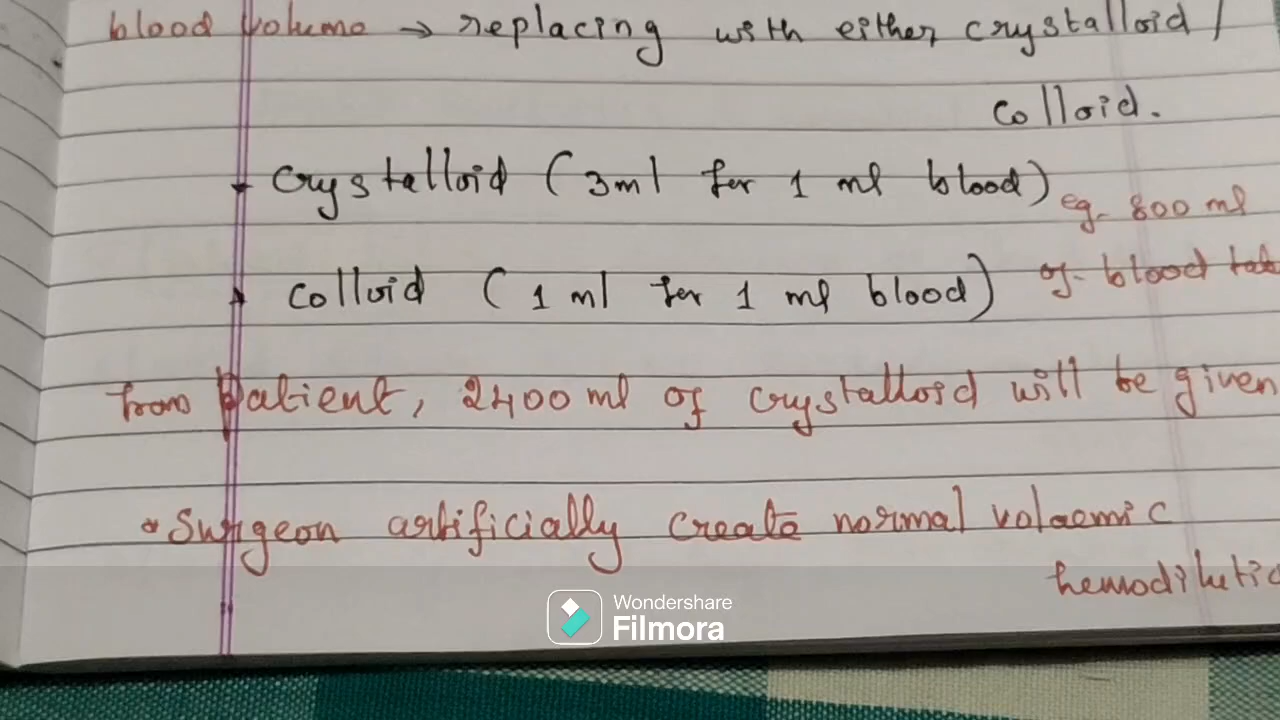 blood volume → replacing with either crystalloid /
colloid.
crystalloid (3ml for 1 ml blood) eg- 800 ml
colloid (1 ml for 1 ml blood) of blood
from patient, 2400 ml of crystalloid will be given
• Surgeon artificially create normal volaemic
Wondershare
Filmora